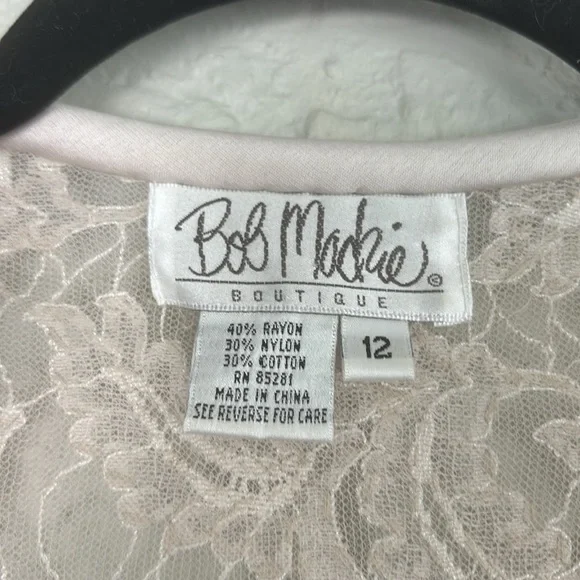 Bob Mackie ©
BOUTIQUE
40% RAYON
30% NYLON
30% COTTON
RN 85281
MADE IN CHINA
SEE REVERSE FOR CARE
12